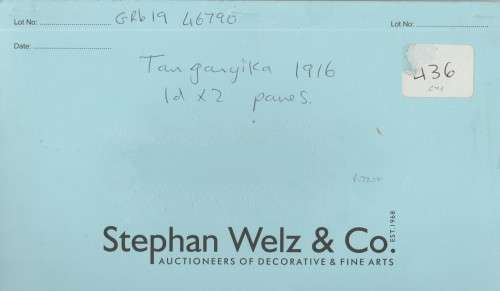 Lot No: GRb19 46790
Lot No:
Date:
436
Tanganyika 1916
1d x 2 panes.
Stephan Welz & Co.
EST. 1968
AUCTIONEERS OF DECORATIVE & FINE ARTS